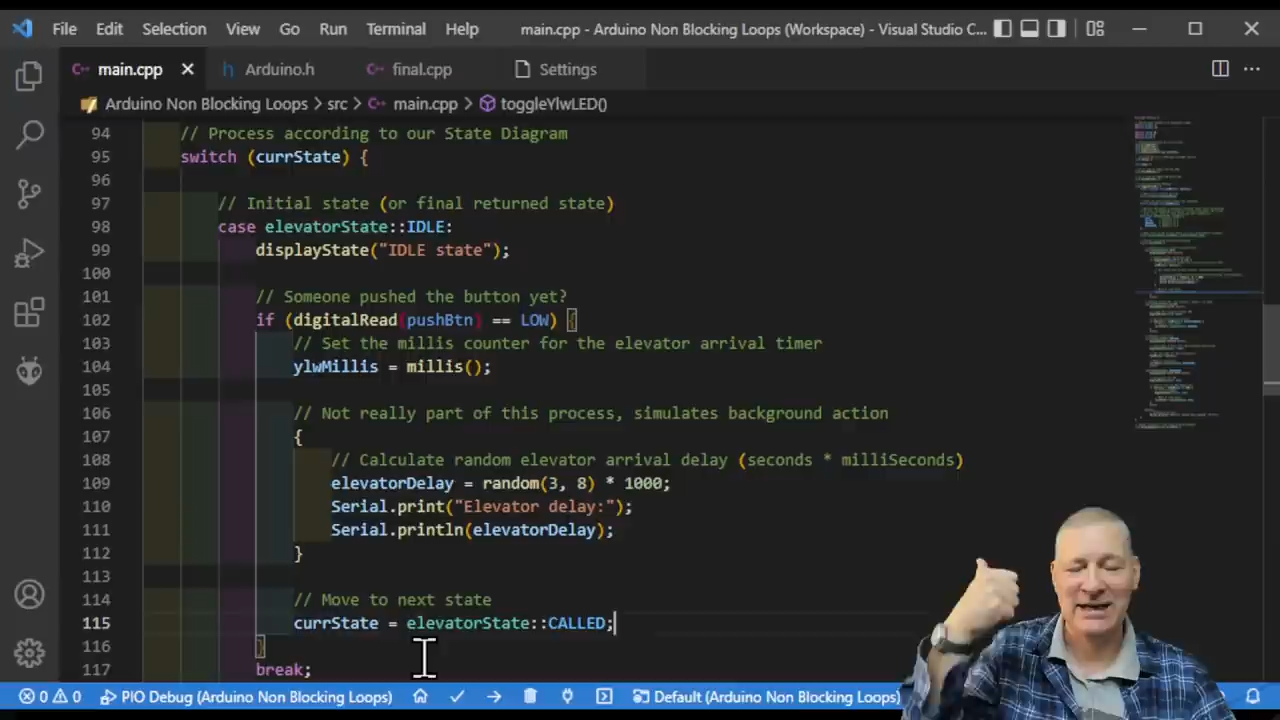 File Edit Selection View Go Run Terminal Help main.cpp - Arduino Non Blocking Loops (Workspace) - Visual Studio C...
main.cpp Arduino.h final.cpp Settings
Arduino Non Blocking Loops > src > main.cpp > toggleYlwLED()
94 // Process according to our State Diagram
95 switch (currState) {
96
97 // Initial state (or final returned state)
98 case elevatorState::IDLE:
99 displayState("IDLE state");
100
101 // Someone pushed the button yet?
102 if (digitalRead(pushBtn) == LOW) {
103 // Set the millis counter for the elevator arrival timer
104 ylwMillis = millis();
105
106 // Not really part of this process, simulates background action
107 {
108 // Calculate random elevator arrival delay (seconds * milliSeconds)
109 elevatorDelay = random(3, 8) * 1000;
110 Serial.print("Elevator delay:");
111 Serial.println(elevatorDelay);
112 }
113
114 // Move to next state
115 currState = elevatorState::CALLED;
116 }
117 break;
0 0 PIO Debug (Arduino Non Blocking Loops) Default (Arduino Non Blocking Loops)